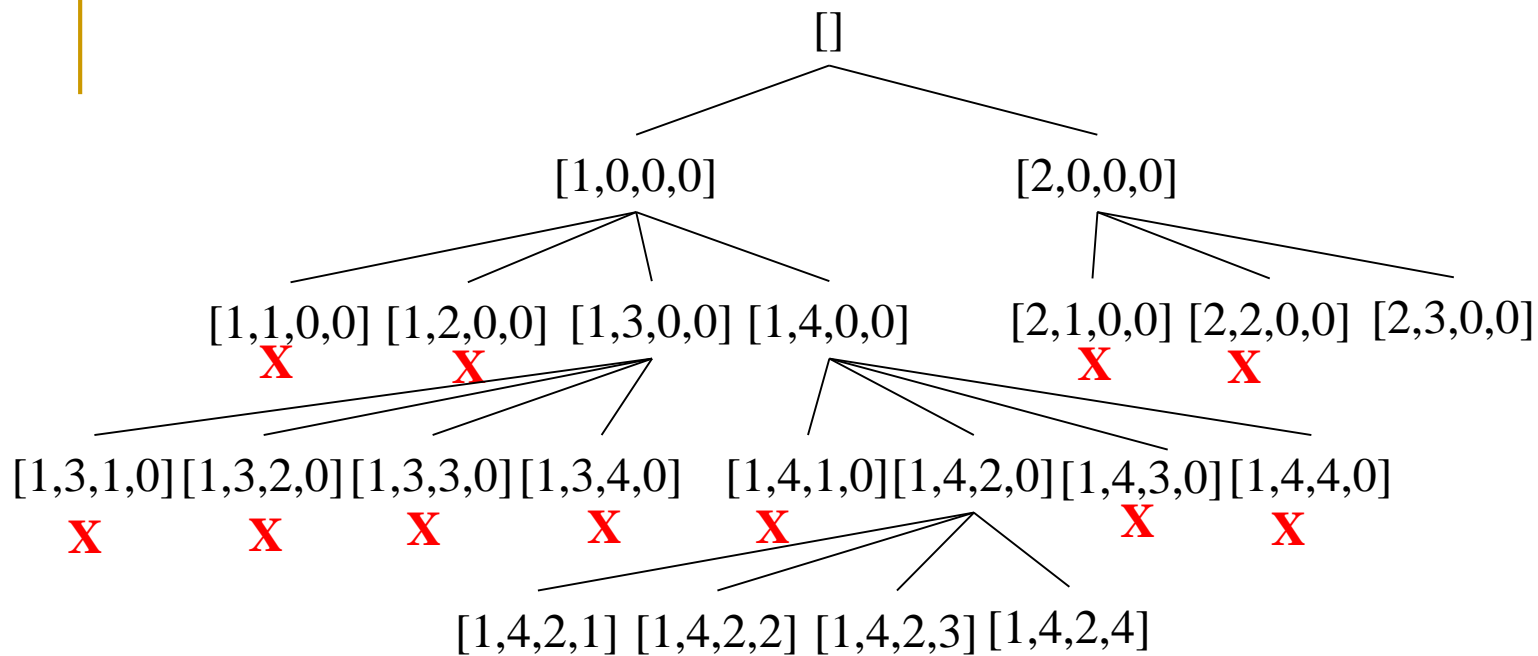 []
[1,0,0,0] [2,0,0,0]
[1,1,0,0] [1,2,0,0] [1,3,0,0] [1,4,0,0] [2,1,0,0] [2,2,0,0] [2,3,0,0]
X X X X
[1,3,1,0] [1,3,2,0] [1,3,3,0] [1,3,4,0] [1,4,1,0] [1,4,2,0] [1,4,3,0] [1,4,4,0]
X X X X X X X
[1,4,2,1] [1,4,2,2] [1,4,2,3] [1,4,2,4]